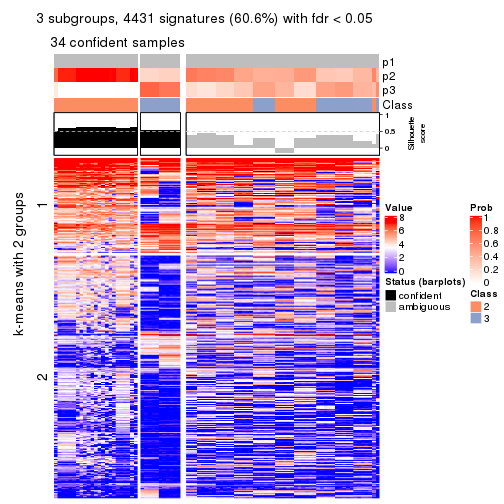 3 subgroups, 4431 signatures (60.6%) with fdr < 0.05
34 confident samples
p1
p2
p3
Class
1
0.5
0
Silhouette
score
k-means with 2 groups
1
2
Value
8
6
4
2
0
Status (barplots)
confident
ambiguous
Prob
1
0.8
0.6
0.4
0.2
0
Class
2
3